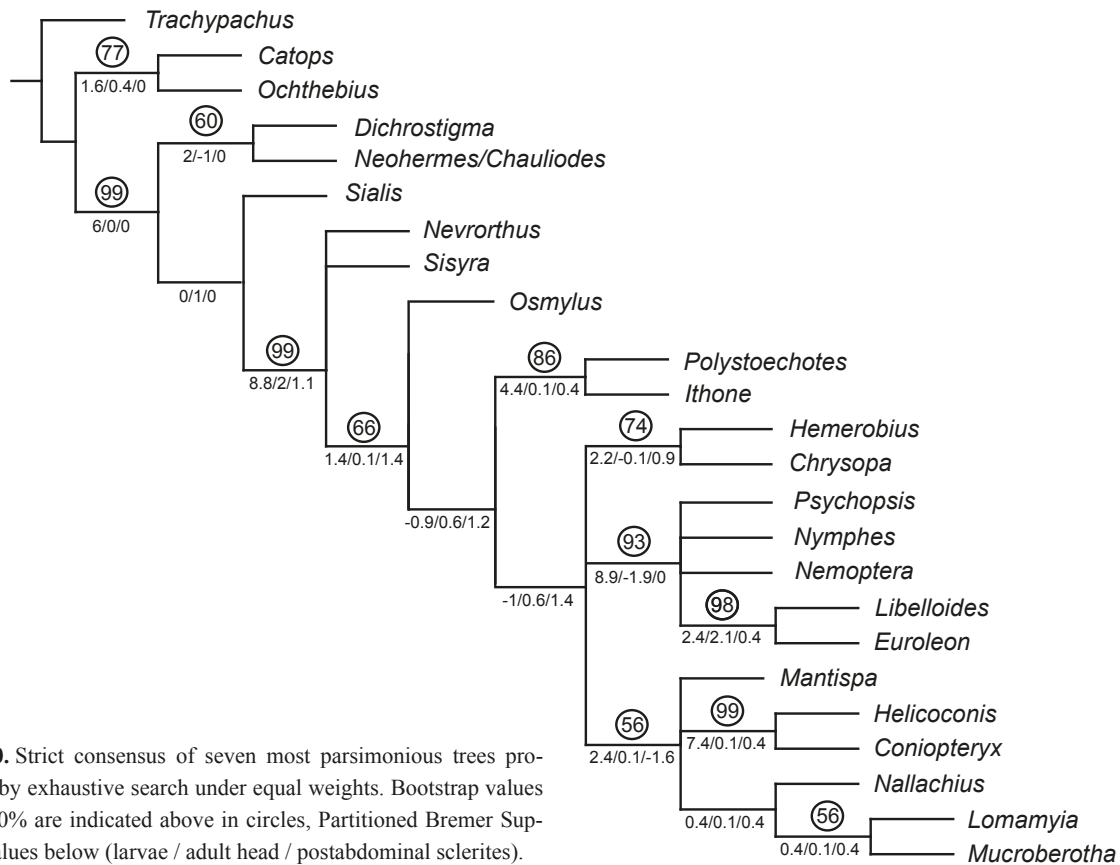 Trachypachus
77
Catops
1.6/0.4/0
Ochthebius
60
Dichrostigma
2/-1/0
Neohermes/Chauliodes
99
Sialis
6/0/0
Nevrorthus
Sisyra
0/1/0
Osmylus
99
8.8/2/1.1
86
Polystoechotes
4.4/0.1/0.4
Ithone
66
1.4/0.1/1.4
74
Hemerobius
2.2/-0.1/0.9
Chrysopa
-0.9/0.6/1.2
Psychopsis
93
Nymphes
8.9/-1.9/0
Nemoptera
-1/0.6/1.4
98
Libelloides
2.4/2.1/0.4
Euroleon
Mantispa
56
99
Helicoconis
2.4/0.1/-1.6
7.4/0.1/0.4
Coniopteryx
Nallachius
0.4/0.1/0.4
56
Lomamyia
0.4/0.1/0.4
Mucroberotha
0. Strict consensus of seven most parsimonious trees pro-
by exhaustive search under equal weights. Bootstrap values
0% are indicated above in circles, Partitioned Bremer Sup-
alues below (larvae / adult head / postabdominal sclerites).